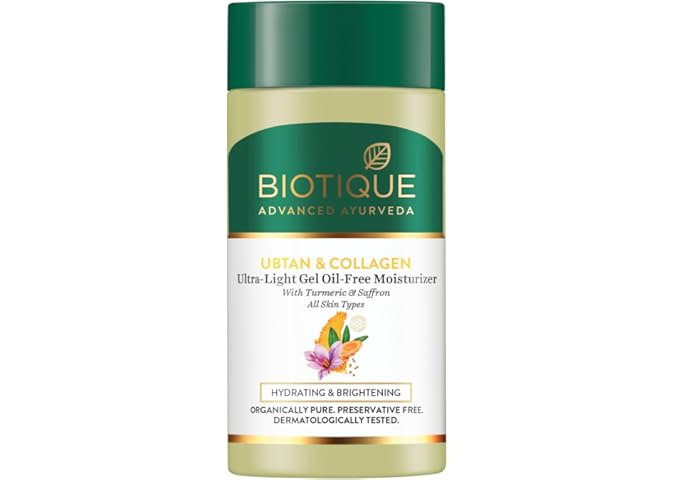 BIOTIQUE
ADVANCED AYURVEDA
UBTAN & COLLAGEN
Ultra-Light Gel Oil-Free Moisturizer
With Turmeric & Saffron
All Skin Types
HYDRATING & BRIGHTENING
ORGANICALLY PURE. PRESERVATIVE FREE.
DERMATOLOGICALLY TESTED.